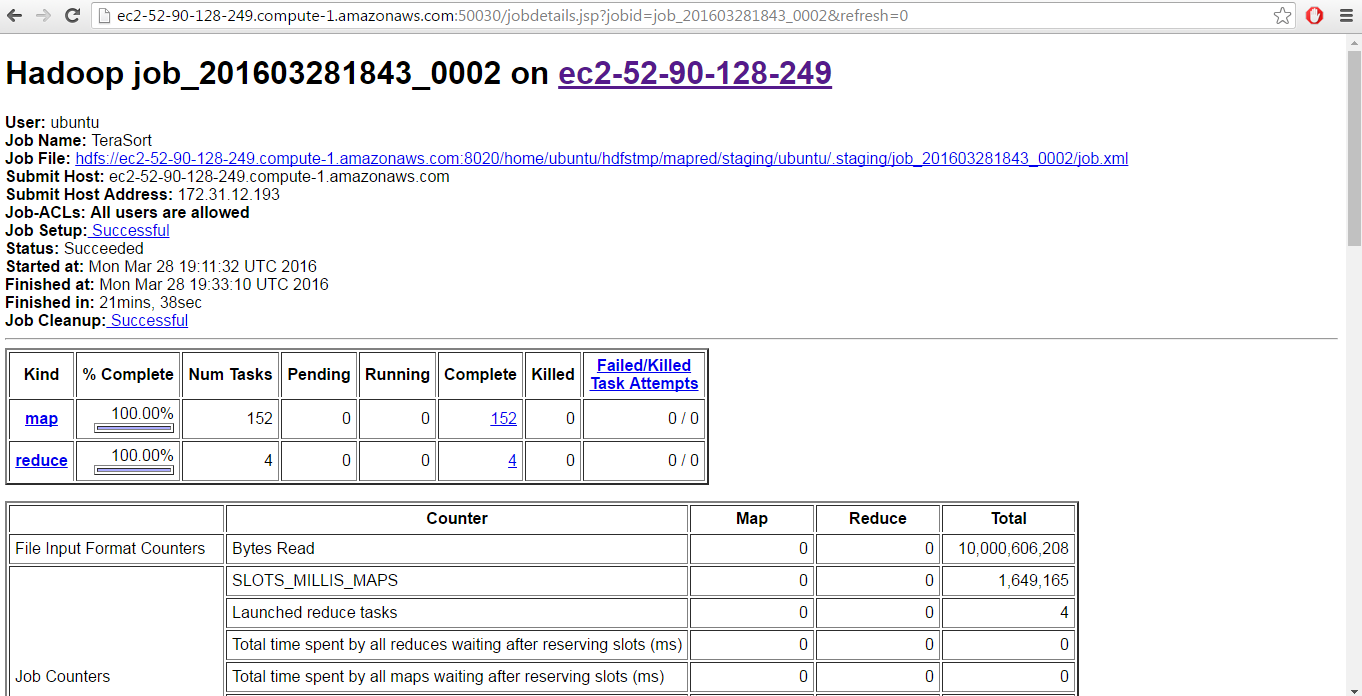 ec2-52-90-128-249.compute-1.amazonaws.com:50030/jobdetails.jsp?jobid=job_201603281843_0002&refresh=0
Hadoop job_201603281843_0002 on ec2-52-90-128-249
User: ubuntu
Job Name: TeraSort
Job File: hdfs://ec2-52-90-128-249.compute-1.amazonaws.com:8020/home/ubuntu/hdfstmp/mapred/staging/ubuntu/.staging/job_201603281843_0002/job.xml
Submit Host: ec2-52-90-128-249.compute-1.amazonaws.com
Submit Host Address: 172.31.12.193
Job-ACLs: All users are allowed
Job Setup: Successful
Status: Succeeded
Started at: Mon Mar 28 19:11:32 UTC 2016
Finished at: Mon Mar 28 19:33:10 UTC 2016
Finished in: 21mins, 38sec
Job Cleanup: Successful
Kind % Complete Num Tasks Pending Running Complete Killed Failed/Killed
Task Attempts
map 100.00% 152 0 0 152 0 0 / 0
reduce 100.00% 4 0 0 4 0 0 / 0
Counter Map Reduce Total
File Input Format Counters Bytes Read 0 0 10,000,606,208
SLOTS_MILLIS_MAPS 0 0 1,649,165
Launched reduce tasks 0 0 4
Total time spent by all reduces waiting after reserving slots (ms) 0 0 0
Job Counters Total time spent by all maps waiting after reserving slots (ms) 0 0 0